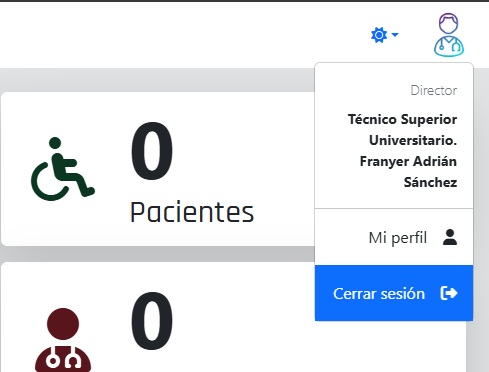 Director
Técnico Superior
Universitario.
Franyer Adrián
Sánchez
Mi perfil
Cerrar sesión
0
Pacientes
0